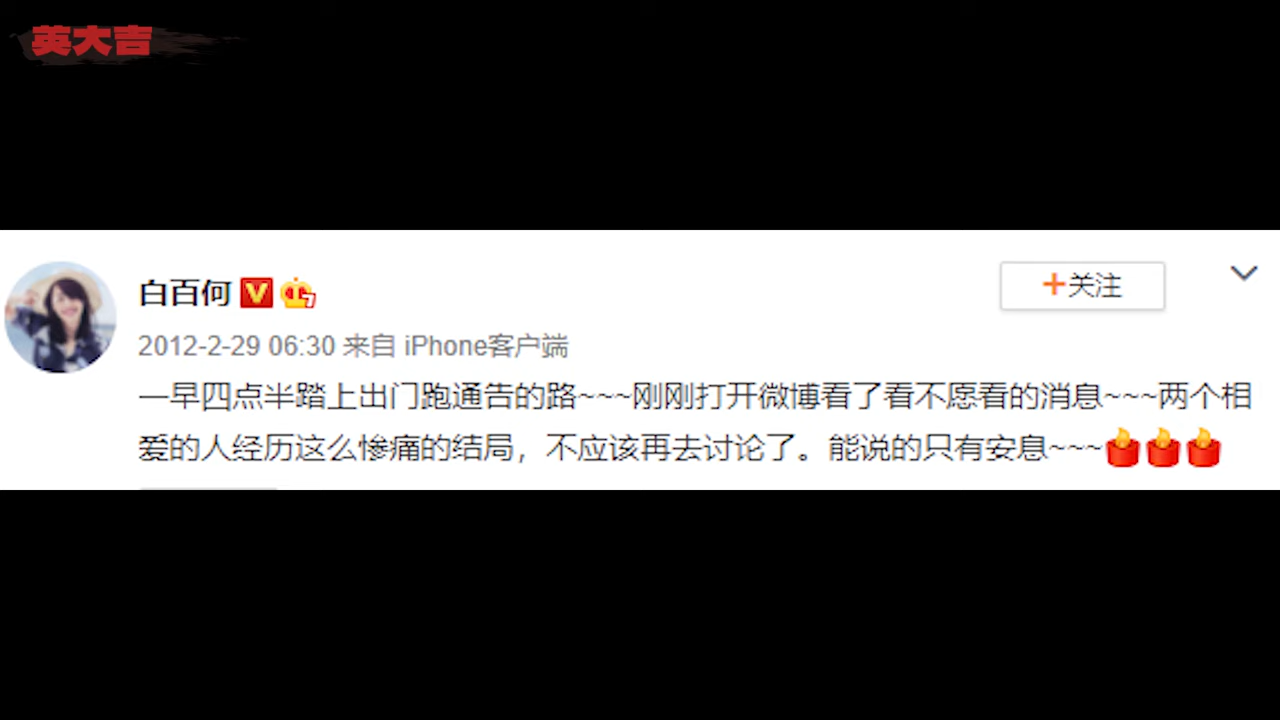 英大吉
白百何
+关注
2012-2-29 06:30 来自 iPhone客户端
一早四点半踏上出门跑通告的路~~~刚刚打开微博看了看不愿看的消息~~~两个相
爱的人经历这么惨痛的结局，不应该再去讨论了。能说的只有安息~~~